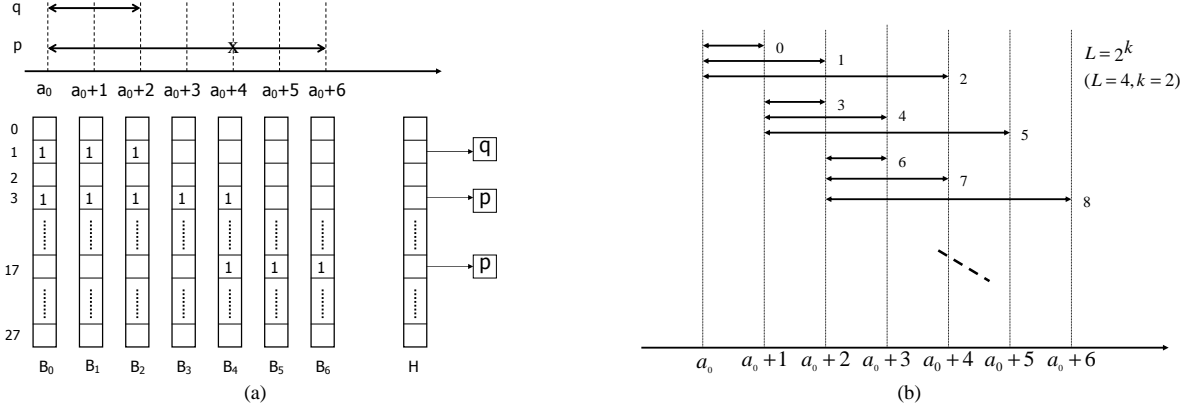 q
p
X
a₀ a₀+1 a₀+2 a₀+3 a₀+4 a₀+5 a₀+6
0
1 1 1 1 q
2
3 1 1 1 1 1 p
17 1 1 1 p
27
B₀ B₁ B₂ B₃ B₄ B₅ B₆ H
(a)
0
1
2
3
4
5
6
7
8
L = 2^k
(L = 4, k = 2)
a₀ a₀+1 a₀+2 a₀+3 a₀+4 a₀+5 a₀+6
(b)